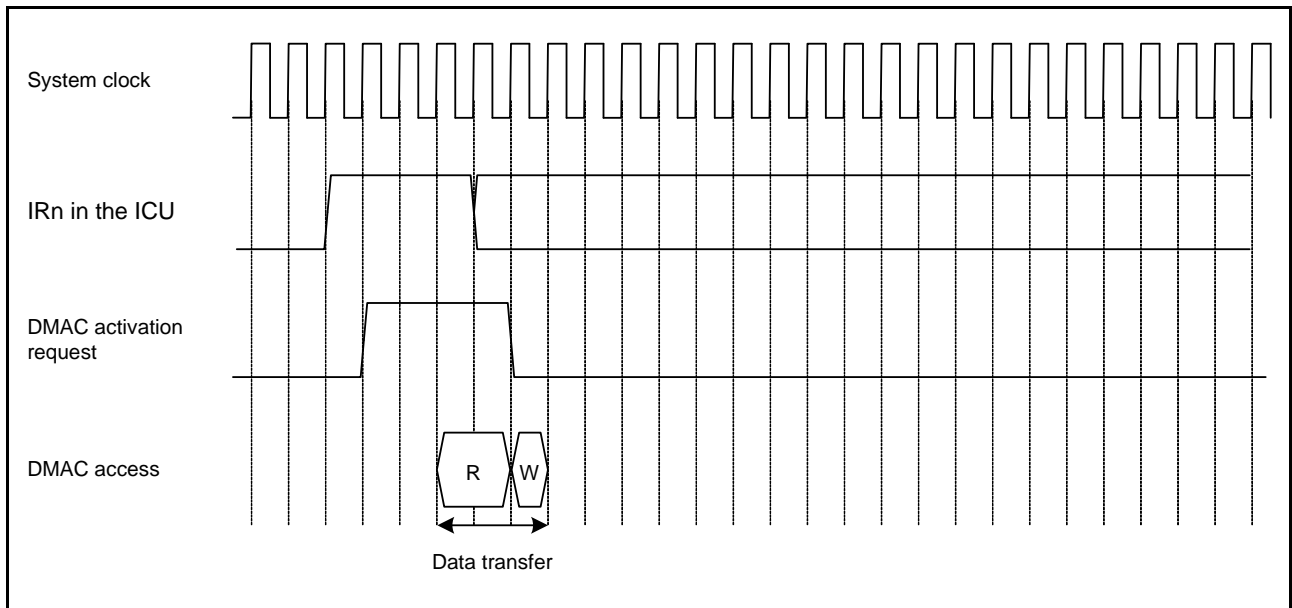 System clock
IRn in the ICU
DMAC activation
request
DMAC access
R
W
Data transfer